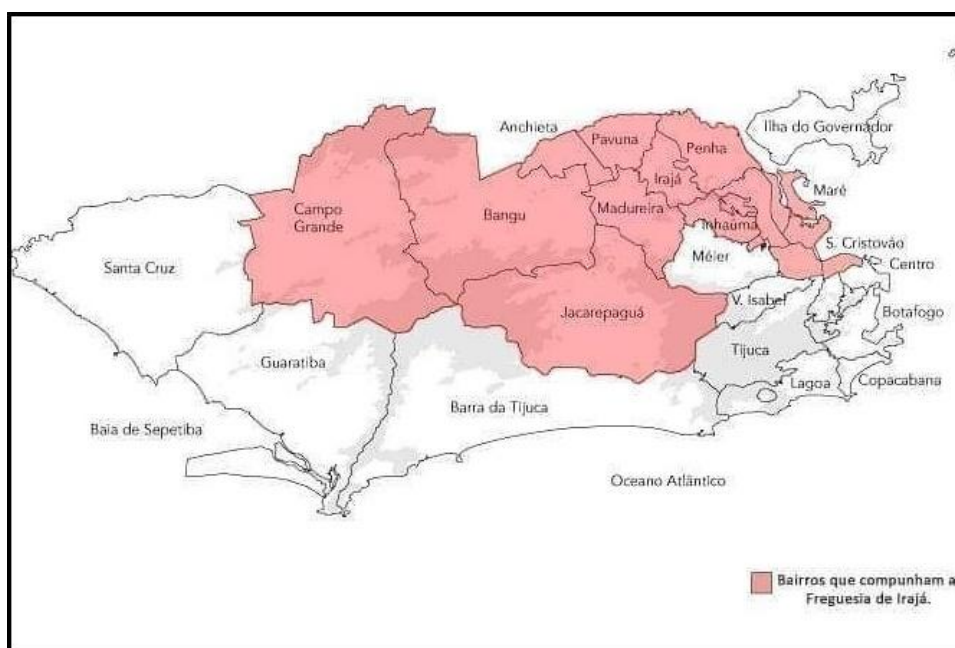 Ilha do Governador
Anchieta
Pavuna
Penha
Irajá
Maré
Campo
Grande
Bangu
Madureira
Inhaúma
S. Cristovão
Santa Cruz
Méier
Centro
V. Isabel
Jacarepaguá
Botafogo
Guaratiba
Tijuca
Lagoa
Copacabana
Barra da Tijuca
Baia de Sepetiba
Oceano Atlântico
Bairros que compunham a
Freguesia de Irajá.